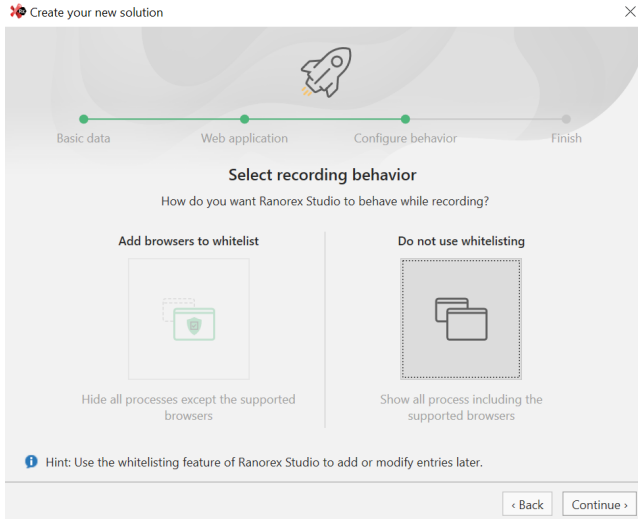 Create your new solution
Basic data
Web application
Configure behavior
Finish
Select recording behavior
How do you want Ranorex Studio to behave while recording?
Add browsers to whitelist
Do not use whitelisting
Hide all processes except the supported
browsers
Show all process including the
supported browsers
Hint: Use the whitelisting feature of Ranorex Studio to add or modify entries later.
‹ Back
Continue ›